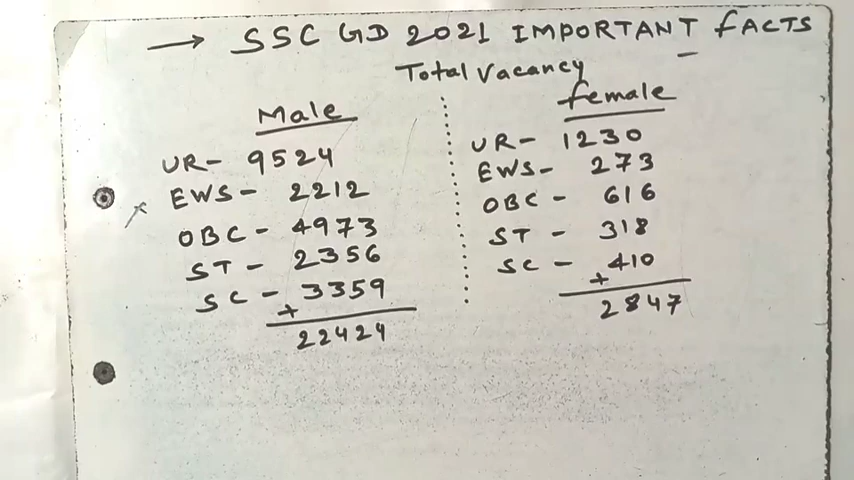 → SSC GD 2021 IMPORTANT FACTS
Total Vacancy
Male
UR- 9524
EWS- 2212
OBC- 4973
ST- 2356
SC- 3359
+
22424
female
UR- 1230
EWS- 273
OBC- 616
ST- 318
SC- 410
+
2847